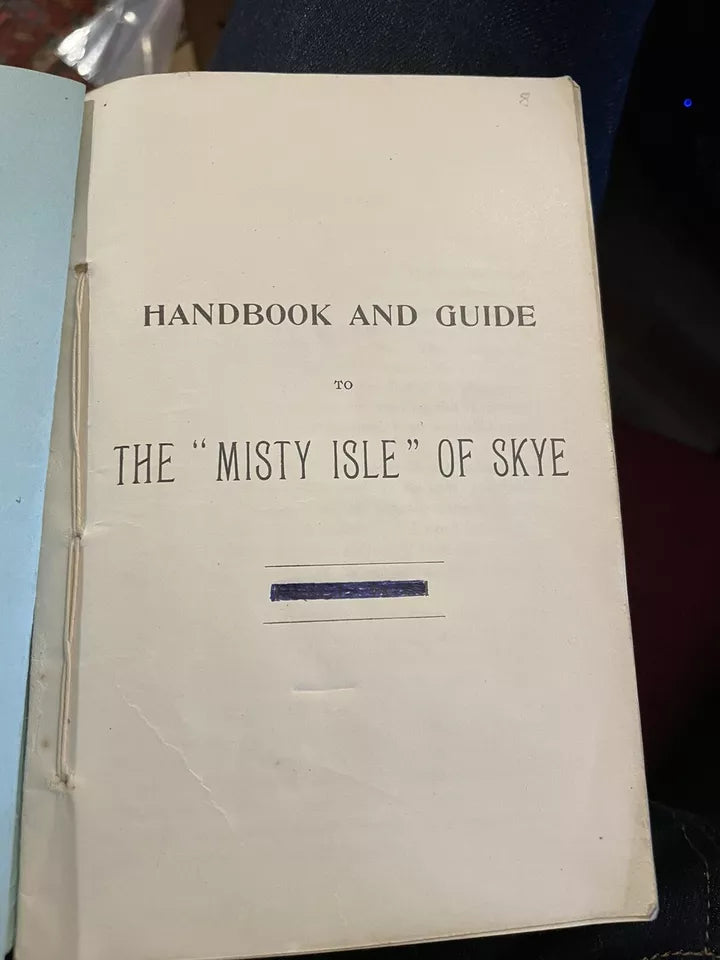 HANDBOOK AND GUIDE
TO
THE "MISTY ISLE" OF SKYE